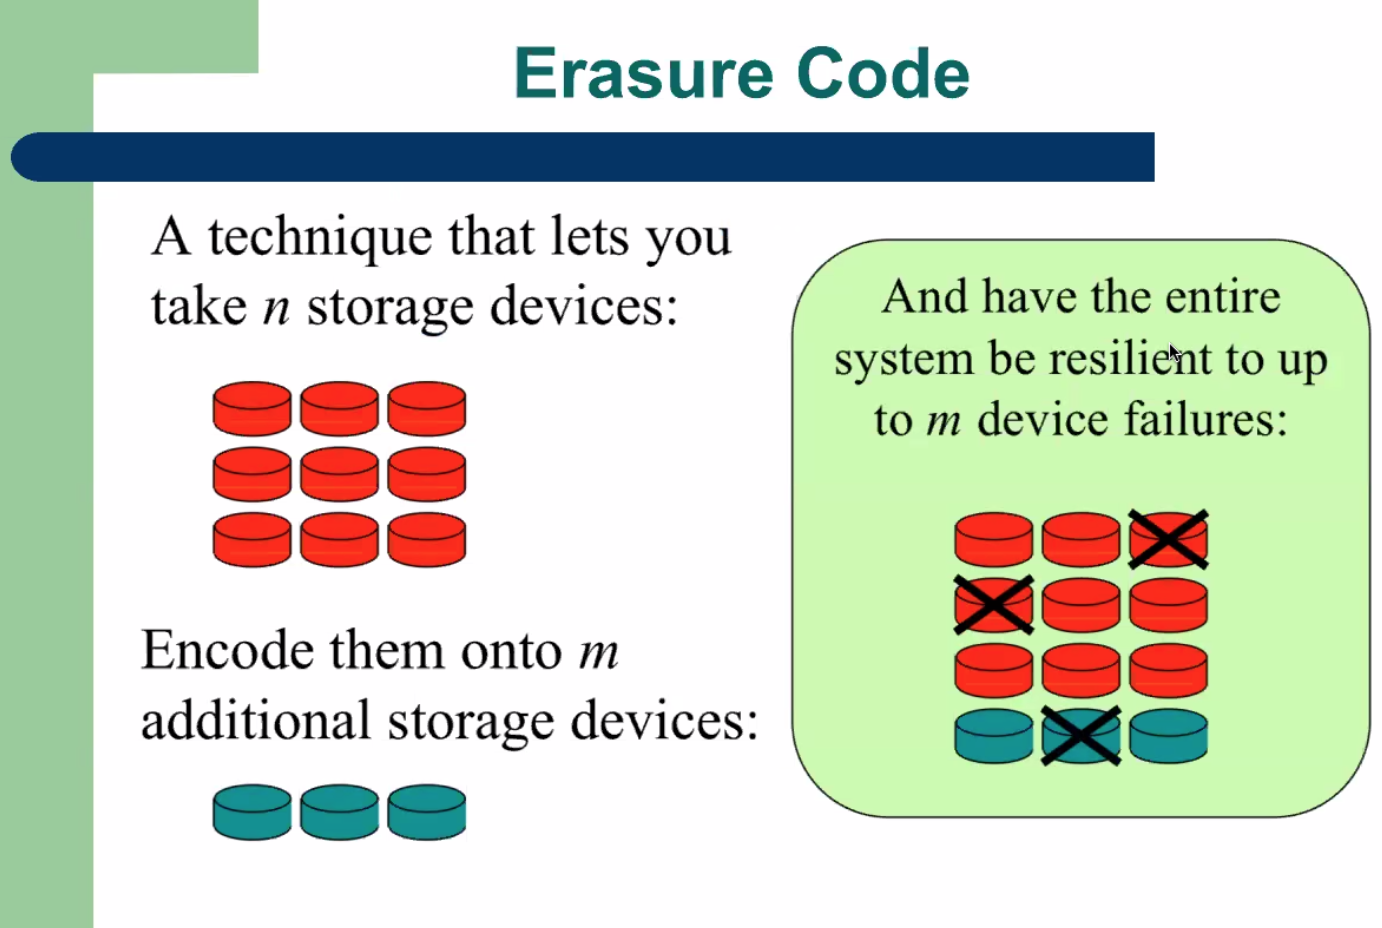 Erasure Code
A technique that lets you
take n storage devices:
Encode them onto m
additional storage devices:
And have the entire
system be resilient to up
to m device failures: